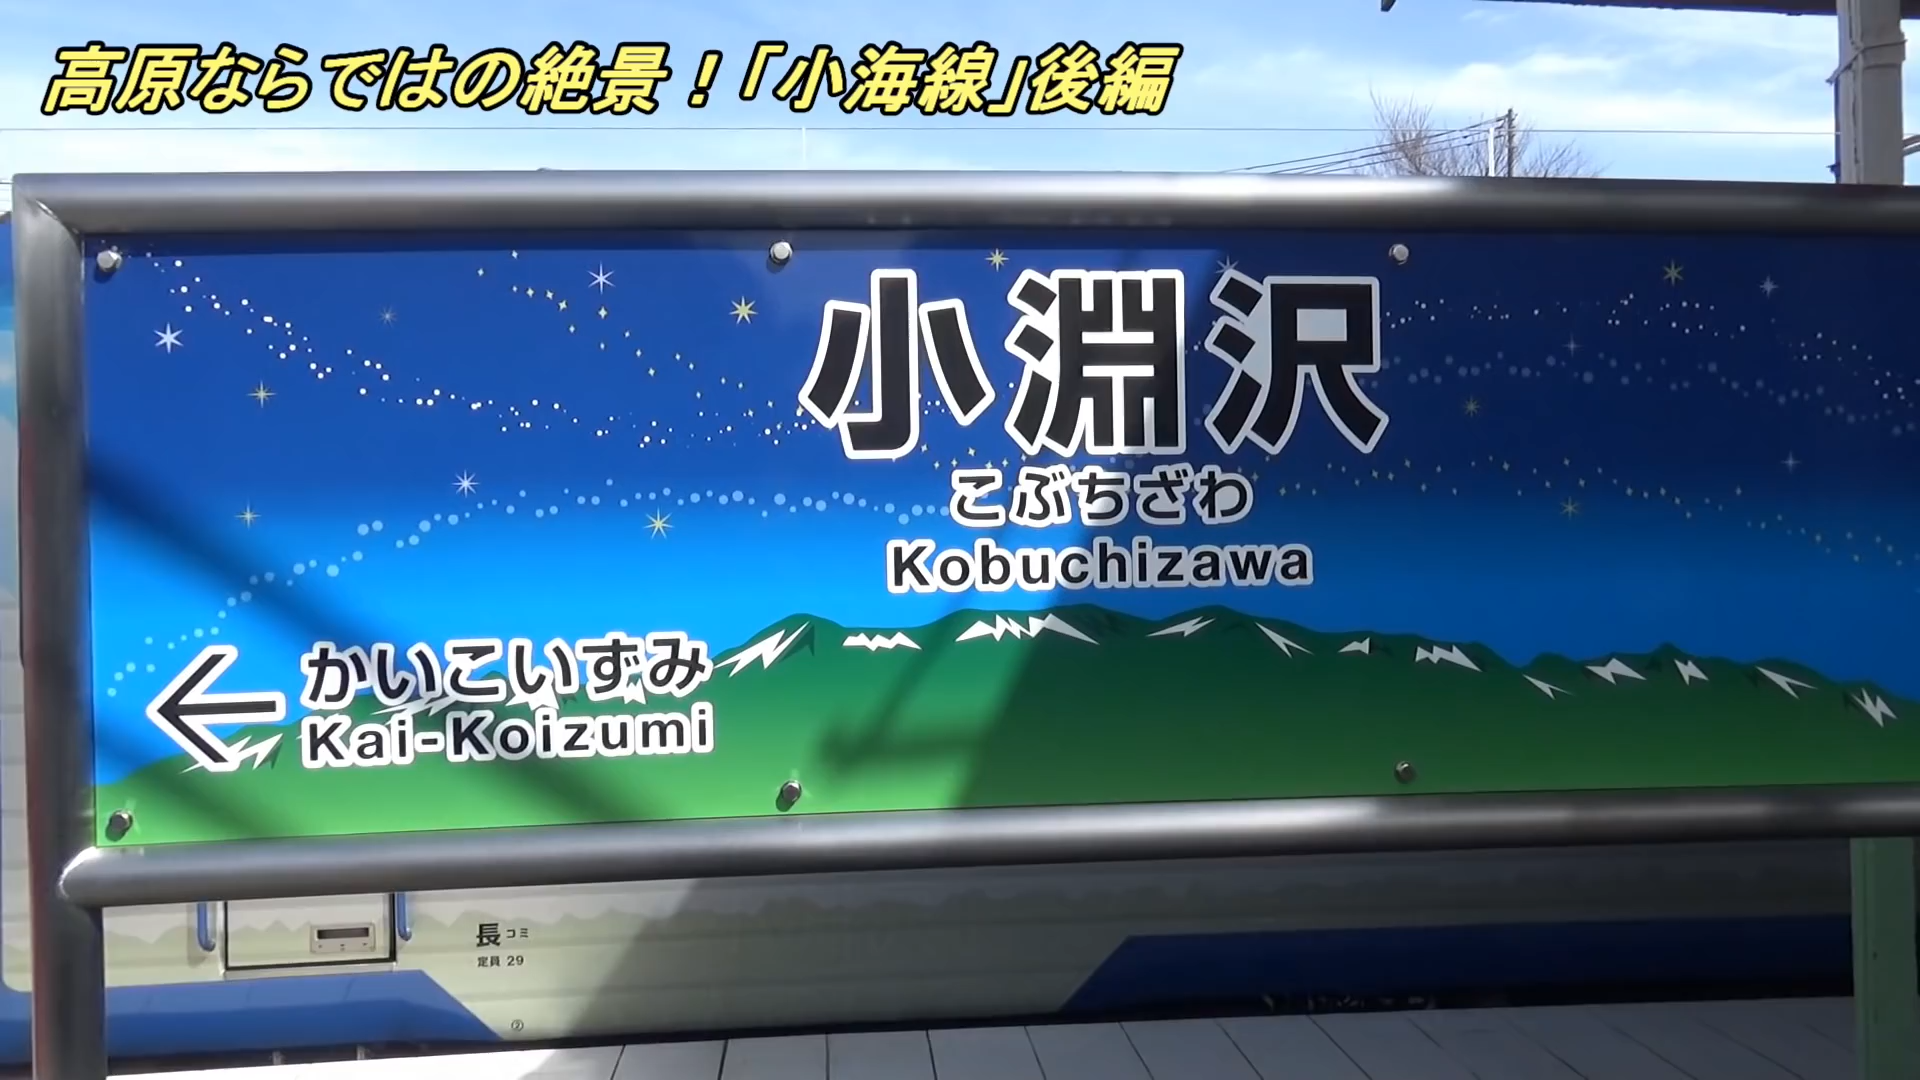 高原ならではの絶景！「小海線」後編
小淵沢
こぶちざわ
Kobuchizawa
← かいこいずみ
Kai-Koizumi
長コミ
定員 29
②